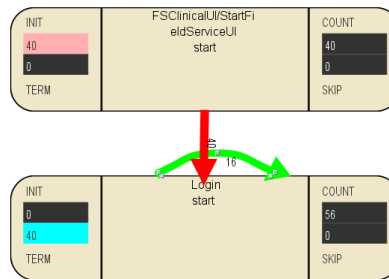 INIT
40
0
TERM
FSClinicalUI/StartFi
eldServiceUI
start
COUNT
40
0
SKIP
40
16
INIT
0
40
TERM
Login
start
COUNT
56
0
SKIP